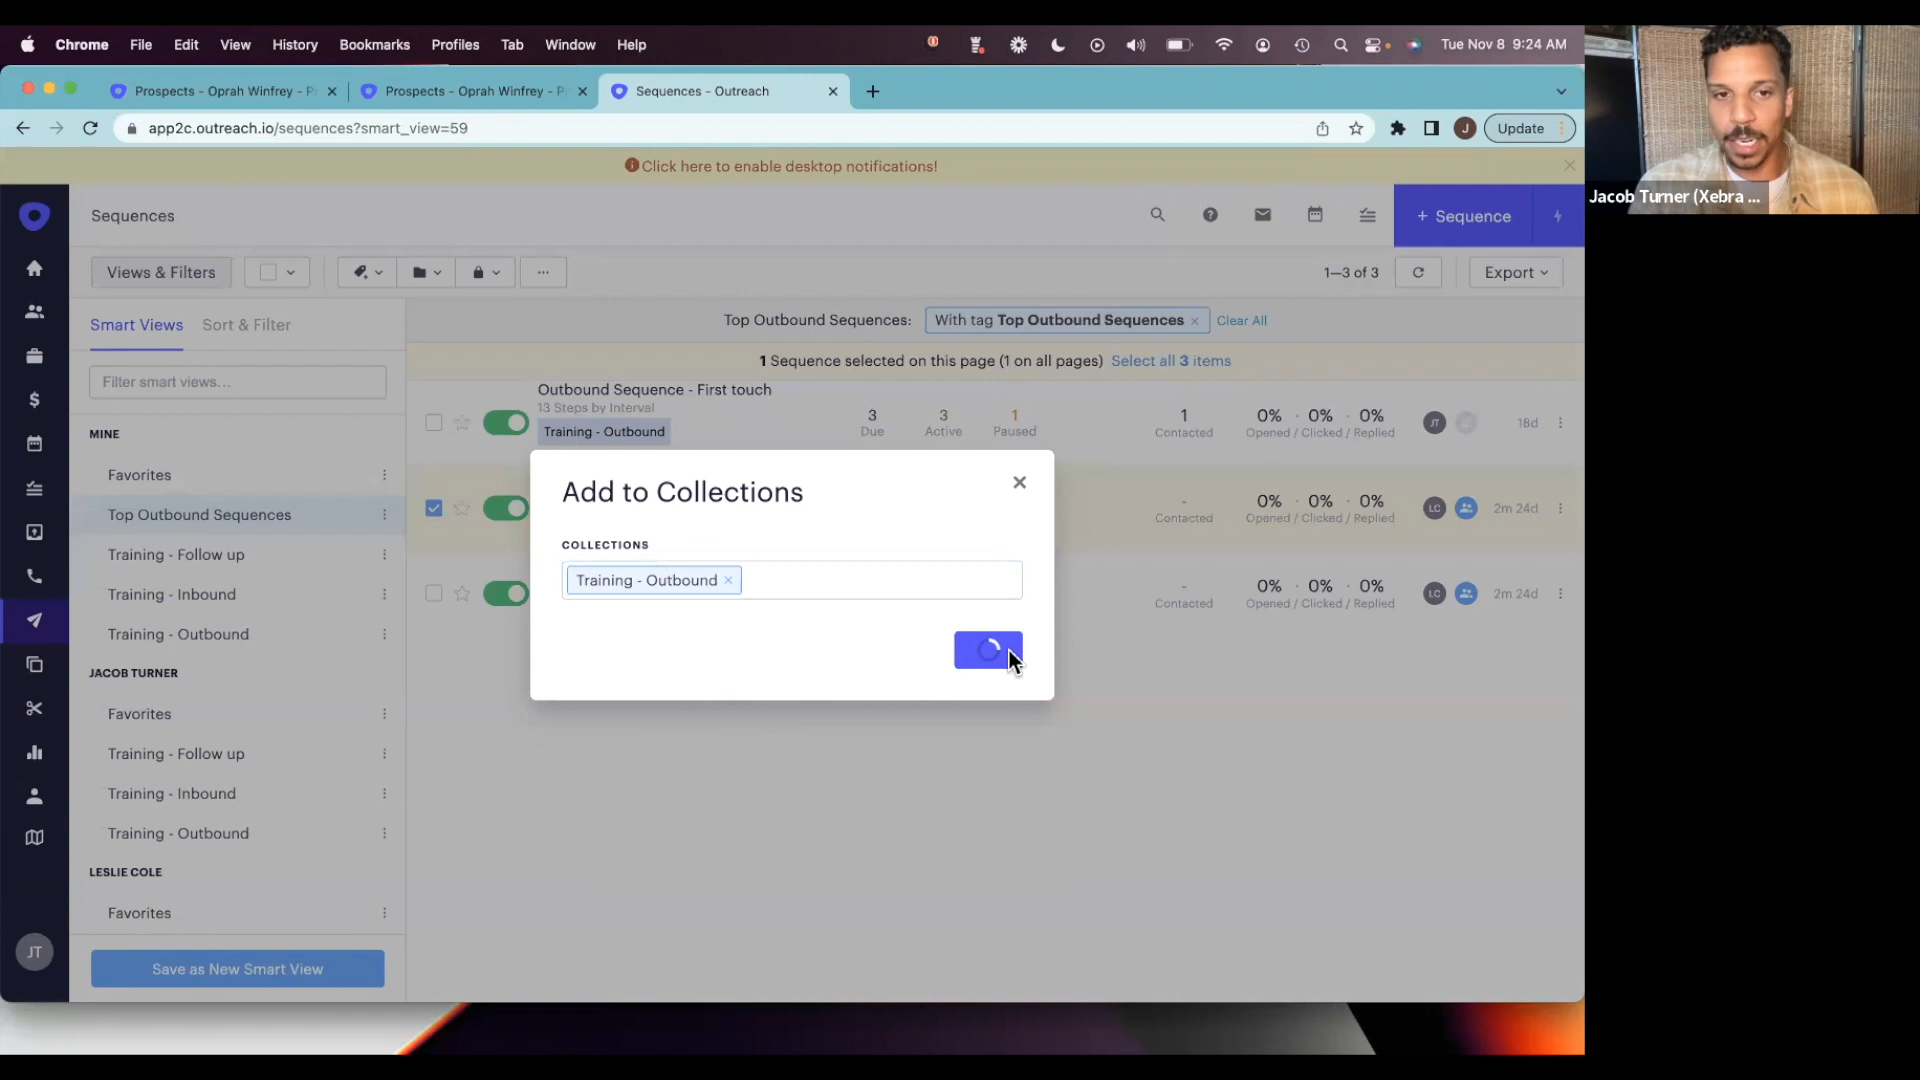 Chrome File Edit View History Bookmarks Profiles Tab Window Help Tue Nov 8 9:24 AM
Prospects - Oprah Winfrey - P Prospects - Oprah Winfrey - P Sequences - Outreach
app2c.outreach.io/sequences?smart_view=59 J Update
Click here to enable desktop notifications!
Jacob Turner (Xebra ...
Sequences + Sequence
Views & Filters ... 1—3 of 3 Export
Smart Views Sort & Filter
Top Outbound Sequences: With tag Top Outbound Sequences × Clear All
1 Sequence selected on this page (1 on all pages) Select all 3 items
Filter smart views...
MINE
Favorites
Top Outbound Sequences
Training - Follow up
Training - Inbound
Training - Outbound
JACOB TURNER
Favorites
Training - Follow up
Training - Inbound
Training - Outbound
LESLIE COLE
Favorites
Save as New Smart View
JT
Outbound Sequence - First touch
13 Steps by Interval
Training - Outbound
3 3 1 1 0% · 0% · 0% JT 18d
Due Active Paused Contacted Opened / Clicked / Replied
- 0% · 0% · 0% LC 2m 24d
Contacted Opened / Clicked / Replied
- 0% · 0% · 0% LC 2m 24d
Contacted Opened / Clicked / Replied
Add to Collections
COLLECTIONS
Training - Outbound ×